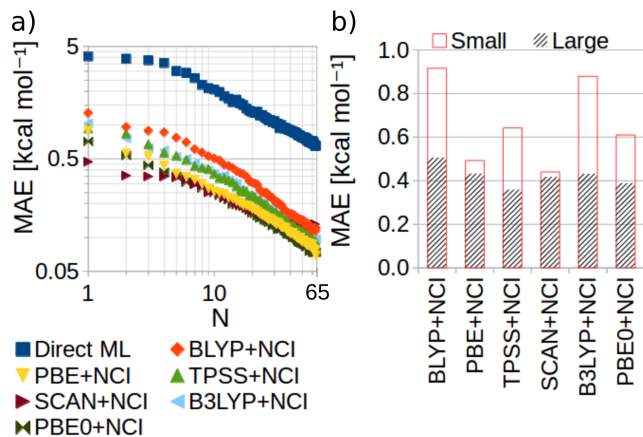 a)
MAE [kcal mol⁻¹]
5
0.5
0.05
1
10
65
N
Direct ML
BLYP+NCI
PBE+NCI
TPSS+NCI
SCAN+NCI
B3LYP+NCI
PBE0+NCI
b)
Small
Large
MAE [kcal mol⁻¹]
1.0
0.8
0.6
0.4
0.2
0.0
BLYP+NCI
PBE+NCI
TPSS+NCI
SCAN+NCI
B3LYP+NCI
PBE0+NCI